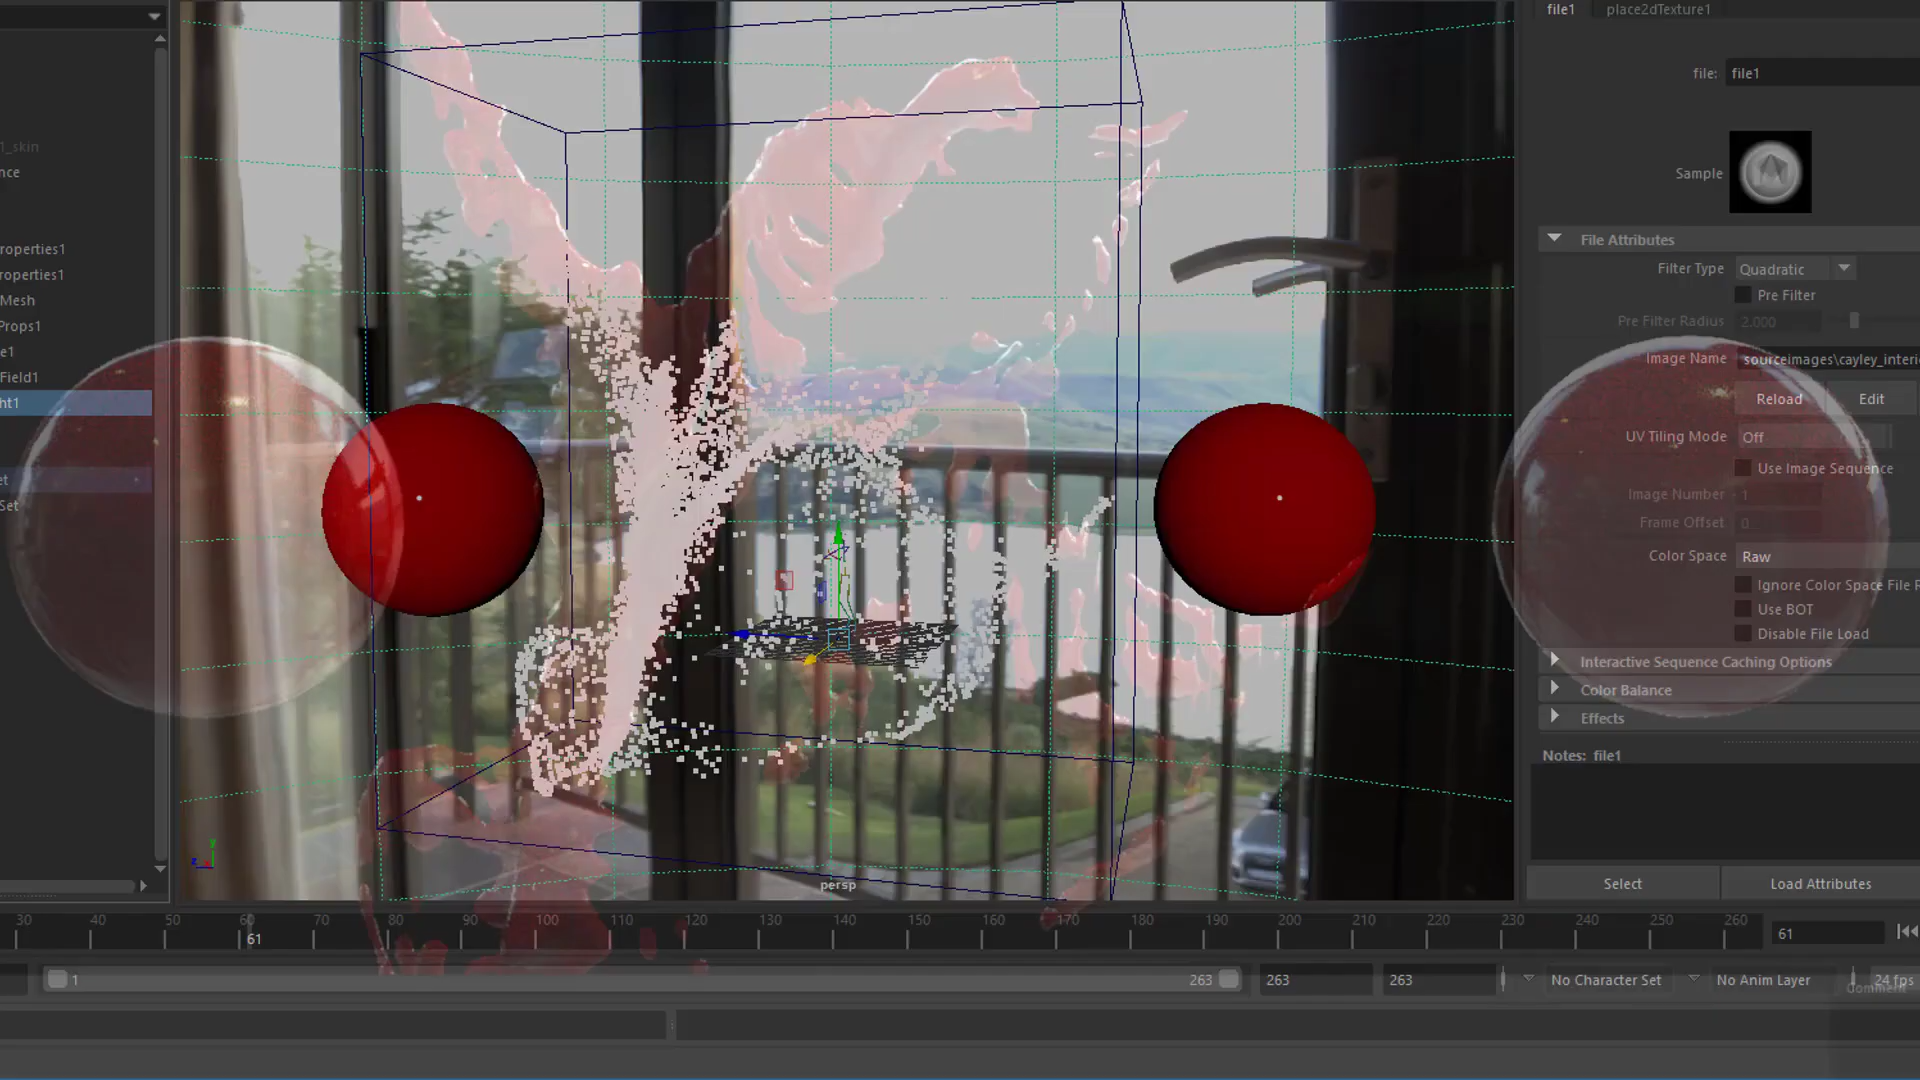 file1 place2dTexture1
file: file1
1_skin
nce
Sample
roperties1
File Attributes
Filter Type Quadratic
roperties1
Pre Filter
Mesh
Pre Filter Radius 2.000
Props1
e1
Image Name sourceimages\cayley_interi
Field1
ht1
Reload Edit
UV Tiling Mode Off
Use Image Sequence
et
Image Number 1
Set
Frame Offset 0
Color Space Raw
Ignore Color Space File R
Use BOT
Disable File Load
Interactive Sequence Caching Options
Color Balance
Effects
Notes: file1
y
z
persp
Select Load Attributes
30 40 50 60 70 80 90 100 110 120 130 140 150 160 170 180 190 200 210 220 230 240 250 260
61 61
1 263 263 263 No Character Set No Anim Layer 24 fps
Comment